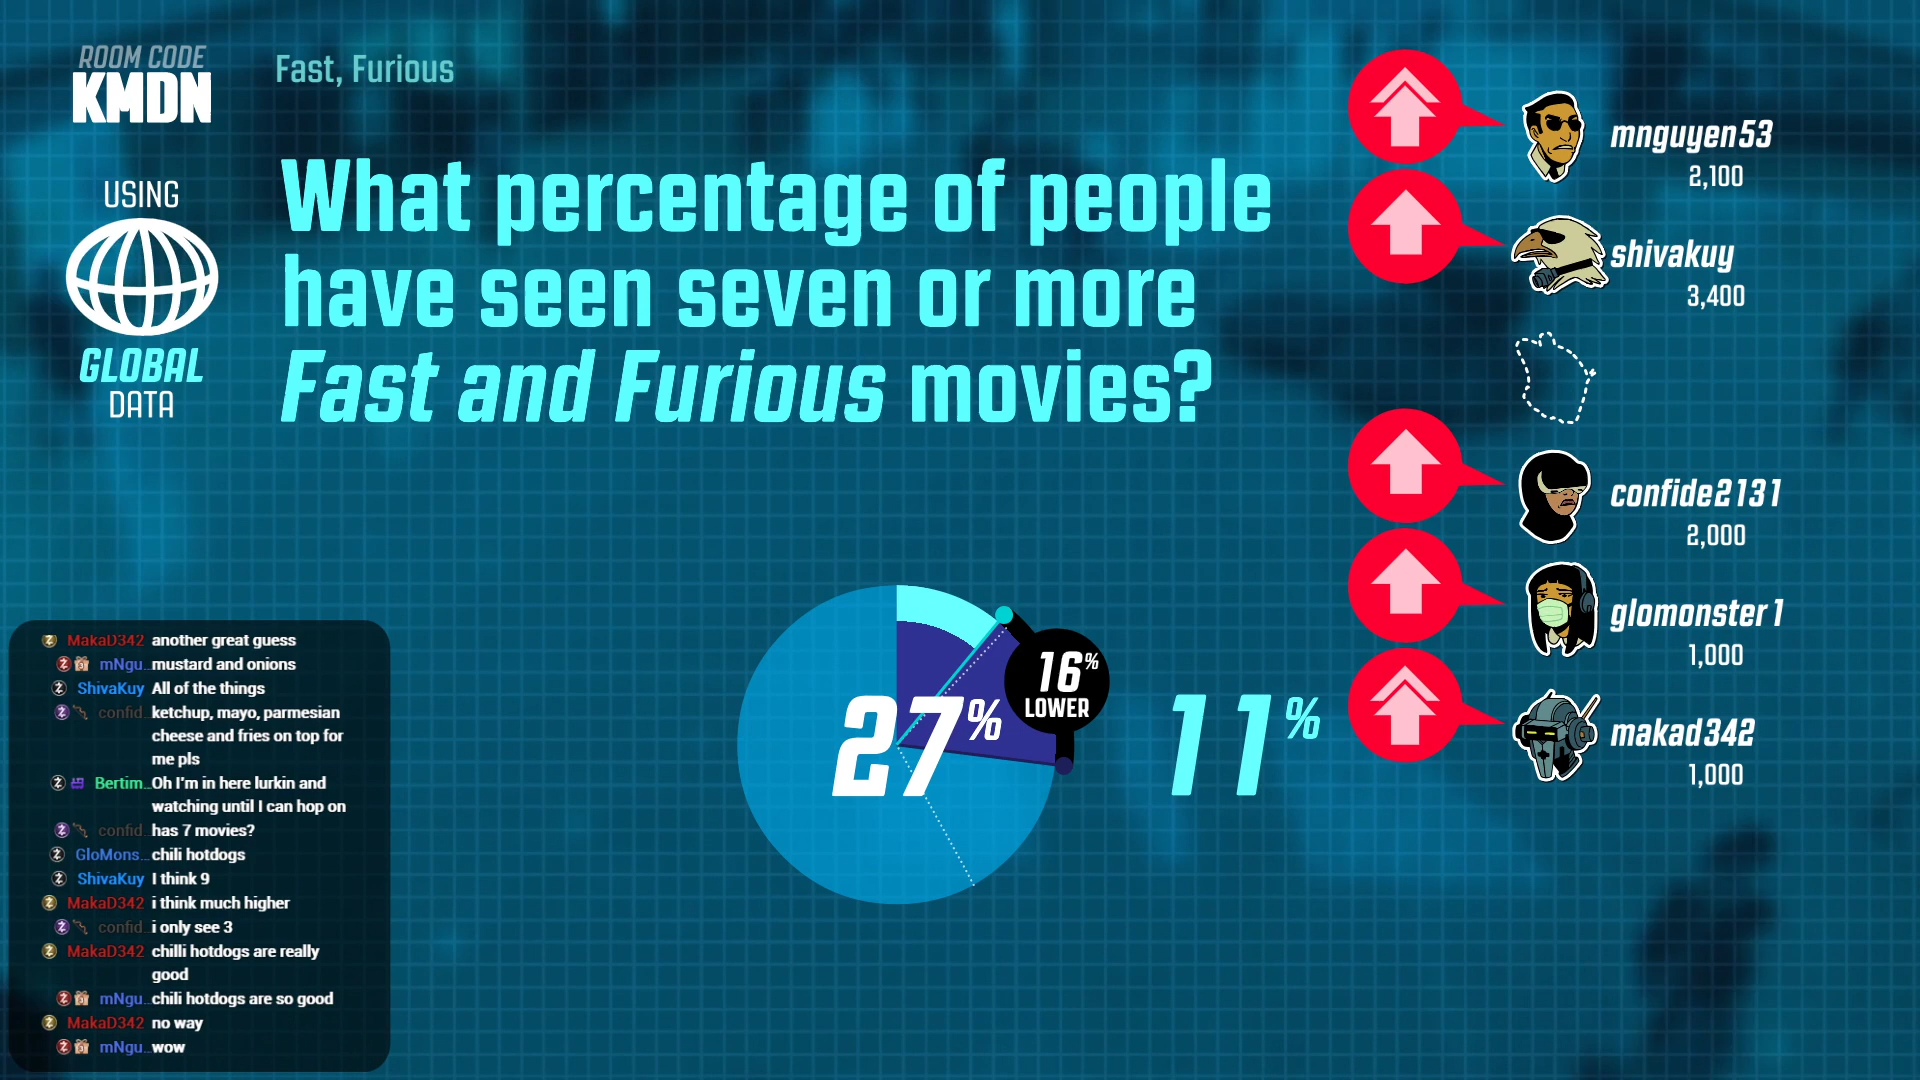 ROOM CODE
KMDN
USING
GLOBAL
DATA
Fast, Furious
What percentage of people
have seen seven or more
Fast and Furious movies?
27%
16%
LOWER
11%
mnguyen53
2,100
shivakuy
3,400
confide2131
2,000
glomonster1
1,000
makad342
1,000
MakaD342 another great guess
mNgu... mustard and onions
ShivaKuy All of the things
confid... ketchup, mayo, parmesian
cheese and fries on top for
me pls
Bertim... Oh I'm in here lurkin and
watching until I can hop on
confid... has 7 movies?
GloMons... chili hotdogs
ShivaKuy I think 9
MakaD342 i think much higher
confid... i only see 3
MakaD342 chilli hotdogs are really
good
mNgu... chili hotdogs are so good
MakaD342 no way
mNgu... wow